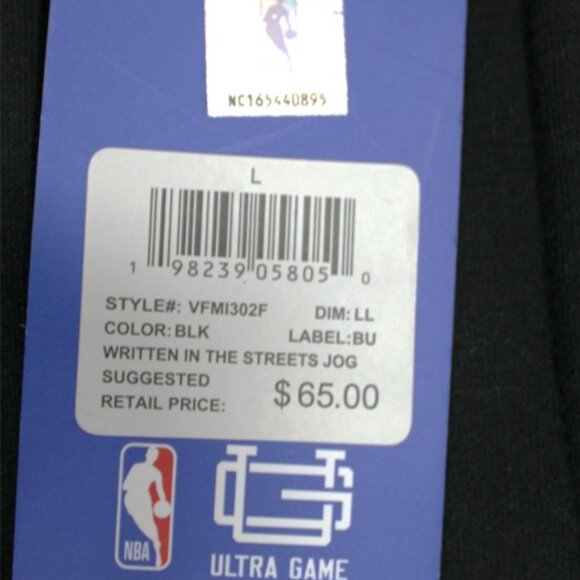 NC165440895
L
1 98239 05805 0
STYLE#: VFMI302F DIM: LL
COLOR: BLK LABEL: BU
WRITTEN IN THE STREETS JOG
SUGGESTED
RETAIL PRICE: $65.00
NBA
ULTRA GAME